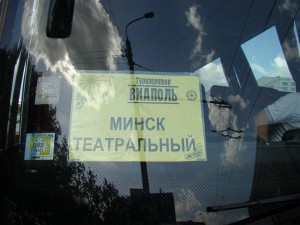 Туроператор
ВИАПОЛЬ
МИНСК
ТЕАТРАЛЬНЫЙ